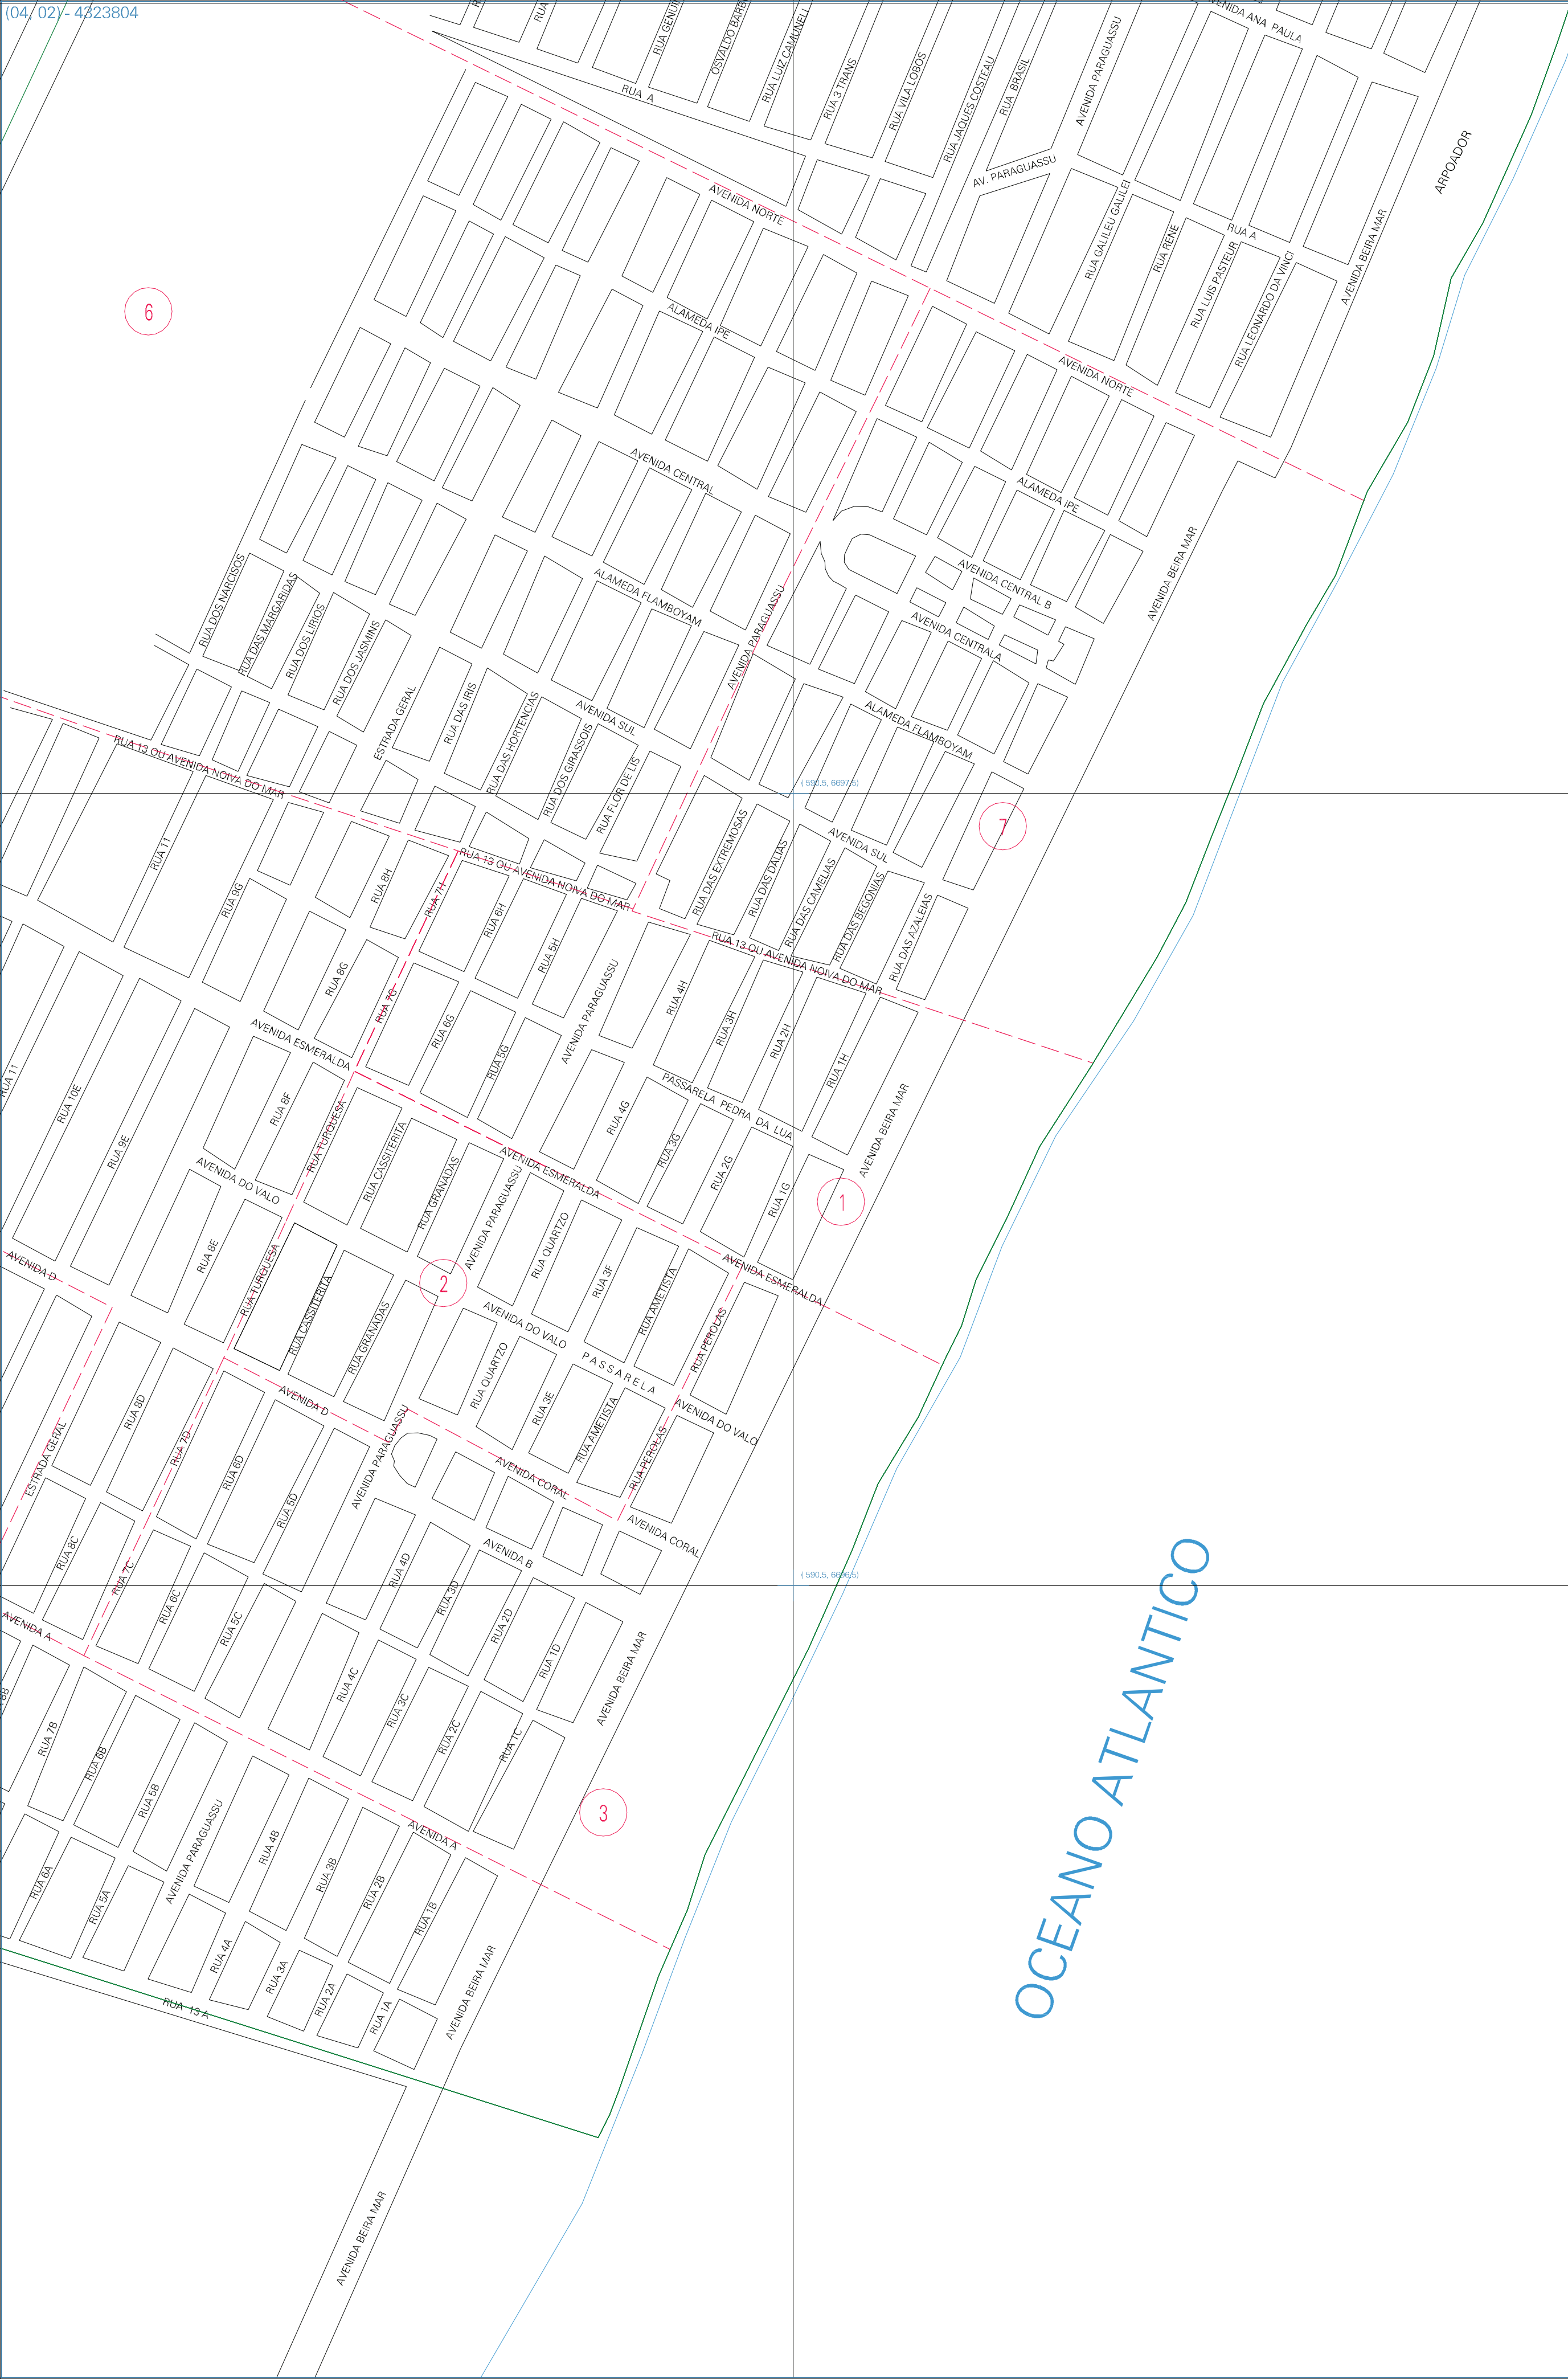 (04, 02) - 4323804
AVENIDA ANA PAULA
RUA GENUI
OSVALDO BARB
RUA LUIZ CAMUNELI
RUA A
RUA 3 TRANS
RUA VILA LOBOS
RUA JAQUES COSTEAU
RUA BRASIL
AVENIDA PARAGUASSU
AV. PARAGUASSU
ARPOADOR
AVENIDA NORTE
RUA GALILEU GALILEI
RUA RENE
RUA A
RUA LUIS PASTEUR
RUA LEONARDO DA VINCI
AVENIDA BEIRA MAR
6
ALAMEDA IPE
AVENIDA NORTE
AVENIDA CENTRAL
ALAMEDA IPE
AVENIDA BEIRA MAR
RUA DOS NARCISOS
RUA DAS MARGARIDAS
RUA DOS LIRIOS
RUA DOS JASMINS
ALAMEDA FLAMBOYAM
AVENIDA PARAGUASSU
AVENIDA CENTRAL B
AVENIDA CENTRALA
ESTRADA GERAL
RUA DAS IRIS
RUA DAS HORTENCIAS
AVENIDA SUL
RUA DOS GIRASSOIS
RUA FLOR DE LIS
ALAMEDA FLAMBOYAM
RUA 13 OU AVENIDA NOIVA DO MAR
( 590,5, 6697,5)
7
RUA 11
RUA 9G
RUA 8H
RUA 7H
RUA 13 OU AVENIDA NOIVA DO MAR
RUA DAS EXTREMOSAS
RUA DAS DALIAS
AVENIDA SUL
RUA DAS CAMELIAS
RUA DAS BEGONIAS
RUA DAS AZALEIAS
RUA 6H
RUA 5H
RUA 13 OU AVENIDA NOIVA DO MAR
RUA 8G
RUA 7G
RUA 6G
RUA 5G
AVENIDA PARAGUASSU
RUA 4H
RUA 3H
RUA 2H
RUA 1H
AVENIDA ESMERALDA
PASSARELA PEDRA DA LUA
AVENIDA BEIRA MAR
RUA 11
RUA 10E
RUA 9E
RUA 8F
RUA TURQUESA
RUA CASSITERITA
RUA GRANADAS
AVENIDA PARAGUASSU
AVENIDA ESMERALDA
RUA 4G
RUA 3G
RUA 2G
RUA 1G
1
AVENIDA DO VALO
RUA 8E
RUA TURQUESA
RUA CASSITERITA
RUA GRANADAS
2
RUA QUARTZO
RUA 3F
RUA AMETISTA
RUA PEROLAS
AVENIDA ESMERALDA
AVENIDA D
AVENIDA DO VALO
PASSARELA
AVENIDA DO VALO
RUA QUARTZO
RUA 3E
RUA AMETISTA
RUA PEROLAS
ESTRADA GERAL
RUA 8D
RUA 7D
RUA 6D
RUA 5D
AVENIDA D
AVENIDA PARAGUASSU
AVENIDA CORAL
AVENIDA CORAL
AVENIDA B
RUA 8C
RUA 7C
RUA 6C
RUA 5C
RUA 4D
RUA 3D
RUA 2D
RUA 1D
( 590,5, 6696,5)
OCEANO ATLANTICO
AVENIDA A
RUA 4C
RUA 3C
RUA 2C
RUA 1C
AVENIDA BEIRA MAR
8B
RUA 7B
RUA 6B
RUA 5B
AVENIDA PARAGUASSU
RUA 4B
RUA 3B
RUA 2B
RUA 1B
AVENIDA A
3
RUA 6A
RUA 5A
RUA 4A
RUA 3A
RUA 2A
RUA 1A
AVENIDA BEIRA MAR
RUA 13 A
AVENIDA BEIRA MAR